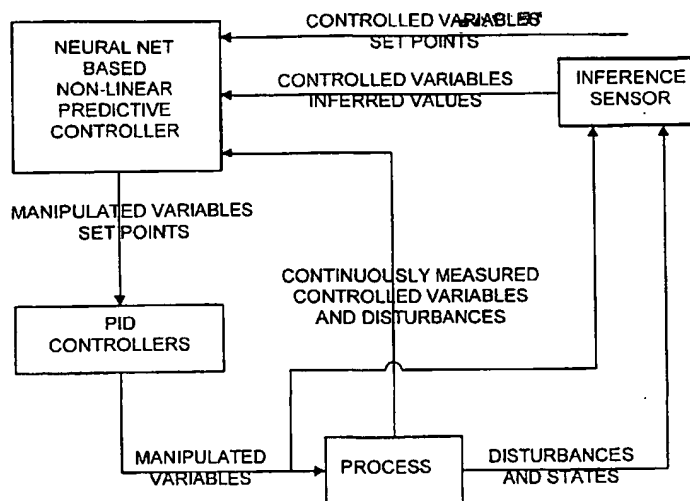 CONTROLLED VARIABLES
SET POINTS
NEURAL NET
BASED
NON-LINEAR
PREDICTIVE
CONTROLLER
CONTROLLED VARIABLES
INFERRED VALUES
INFERENCE
SENSOR
MANIPULATED VARIABLES
SET POINTS
CONTINUOUSLY MEASURED
CONTROLLED VARIABLES
AND DISTURBANCES
PID
CONTROLLERS
MANIPULATED
VARIABLES
PROCESS
DISTURBANCES
AND STATES